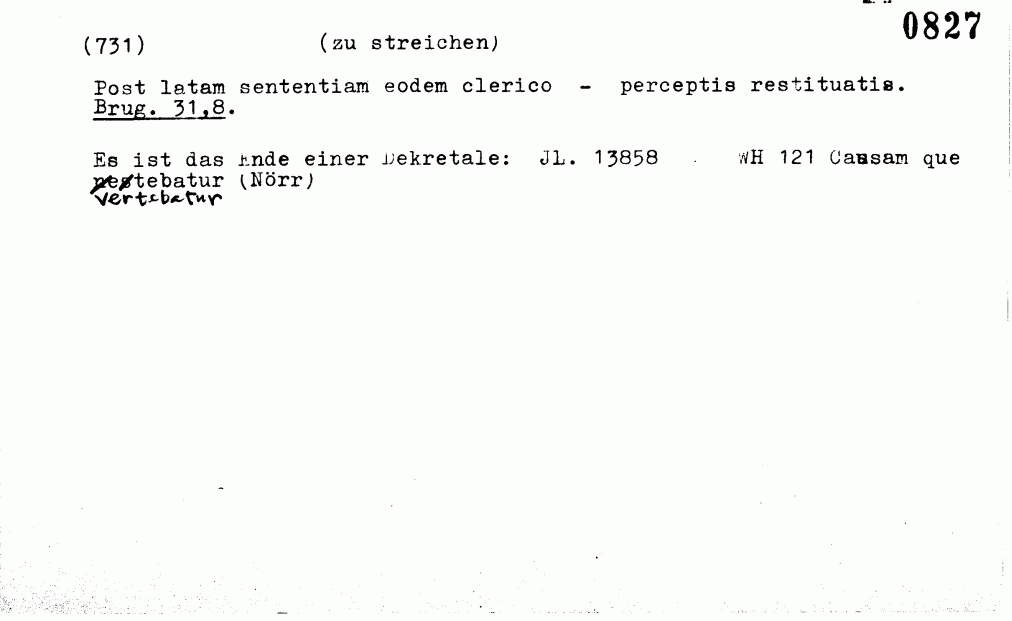 0827
(731) (zu streichen)
Post latam sententiam eodem clerico - perceptis restituatis.
Brug. 31,8.
Es ist das Ende einer Dekretale: JL. 13858 WH 121 Causam que
tebatur (Nörr)
vertebatur